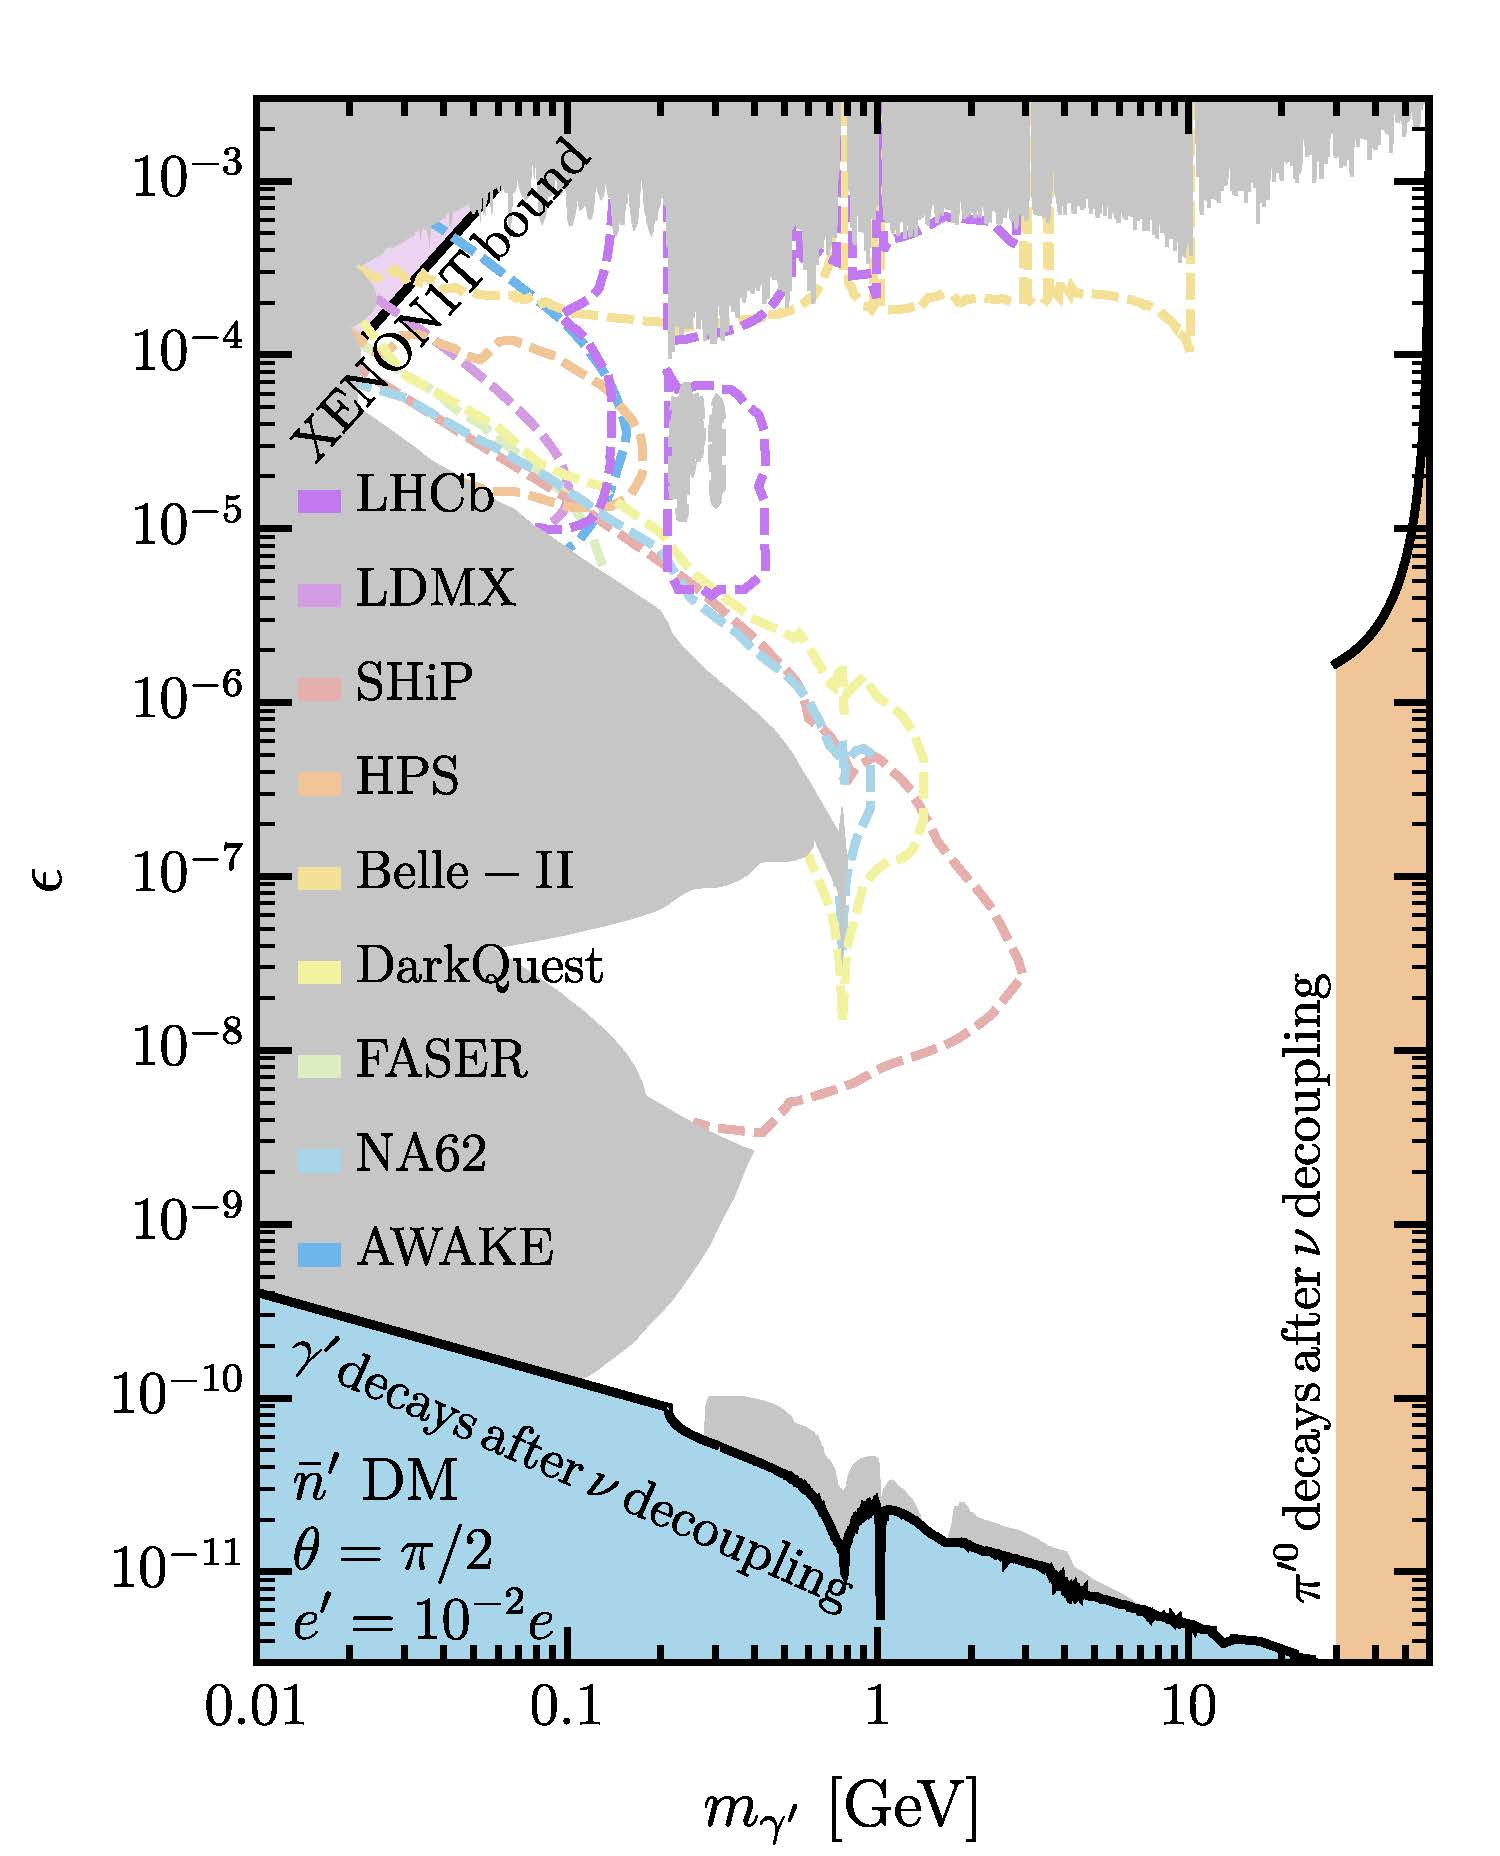 10⁻³
10⁻⁴
10⁻⁵
10⁻⁶
10⁻⁷
10⁻⁸
10⁻⁹
10⁻¹⁰
10⁻¹¹
ϵ
XENON1T bound
LHCb
LDMX
SHiP
HPS
Belle − II
DarkQuest
FASER
NA62
AWAKE
γ′ decays after ν decoupling
n̄′ DM
θ = π/2
e′ = 10⁻²e
π′⁰ decays after ν decoupling
0.01 0.1 1 10
m_γ′ [GeV]